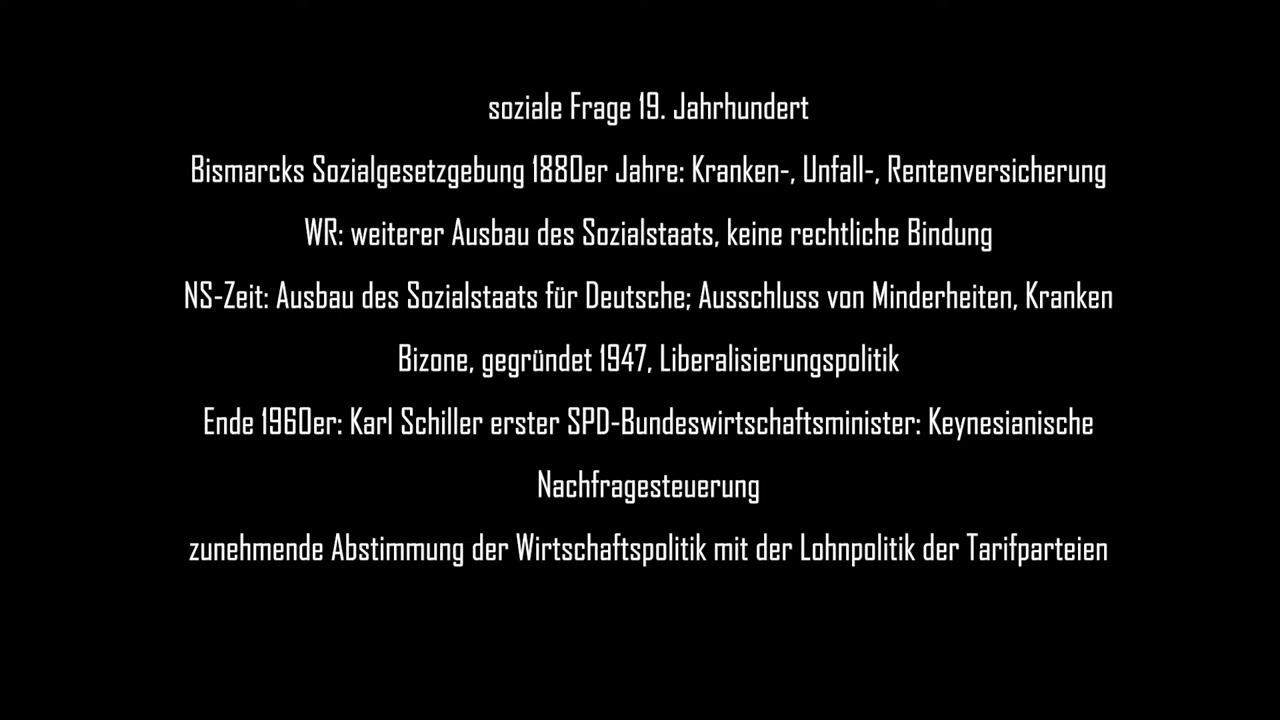 soziale Frage 19. Jahrhundert
Bismarcks Sozialgesetzgebung 1880er Jahre: Kranken-, Unfall-, Rentenversicherung
WR: weiterer Ausbau des Sozialstaats, keine rechtliche Bindung
NS-Zeit: Ausbau des Sozialstaats für Deutsche; Ausschluss von Minderheiten, Kranken
Bizone, gegründet 1947, Liberalisierungspolitik
Ende 1960er: Karl Schiller erster SPD-Bundeswirtschaftsminister: Keynesianische
Nachfragesteuerung
zunehmende Abstimmung der Wirtschaftspolitik mit der Lohnpolitik der Tarifparteien